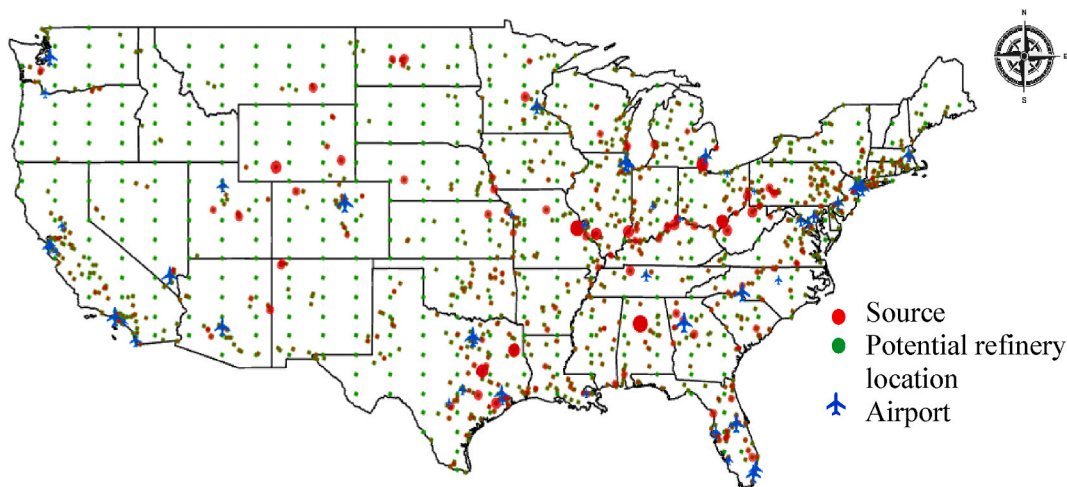 N
E
S
Source
Potential refinery
location
Airport